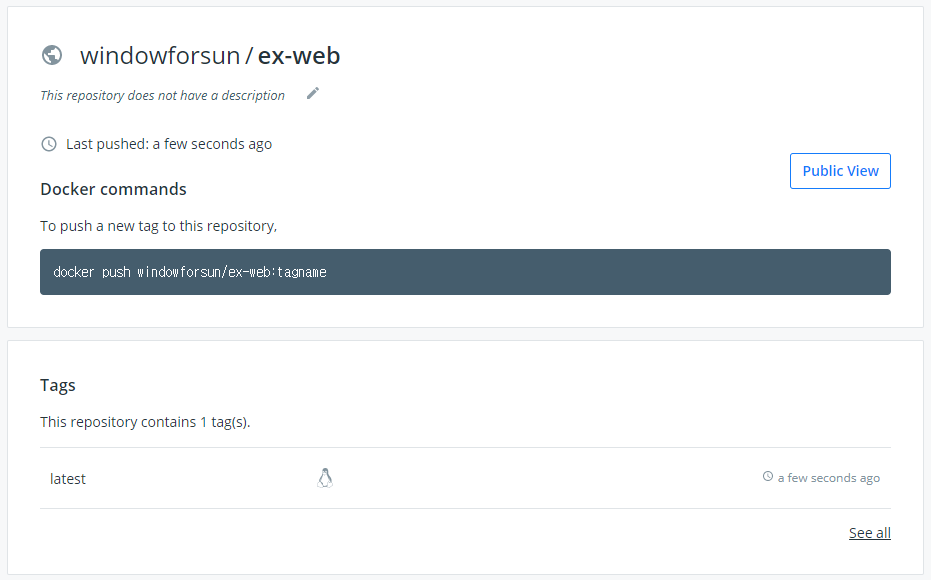 windowforsun / ex-web
This repository does not have a description
Last pushed: a few seconds ago
Public View
Docker commands
To push a new tag to this repository,
docker push windowforsun/ex-web:tagname
Tags
This repository contains 1 tag(s).
latest a few seconds ago
See all